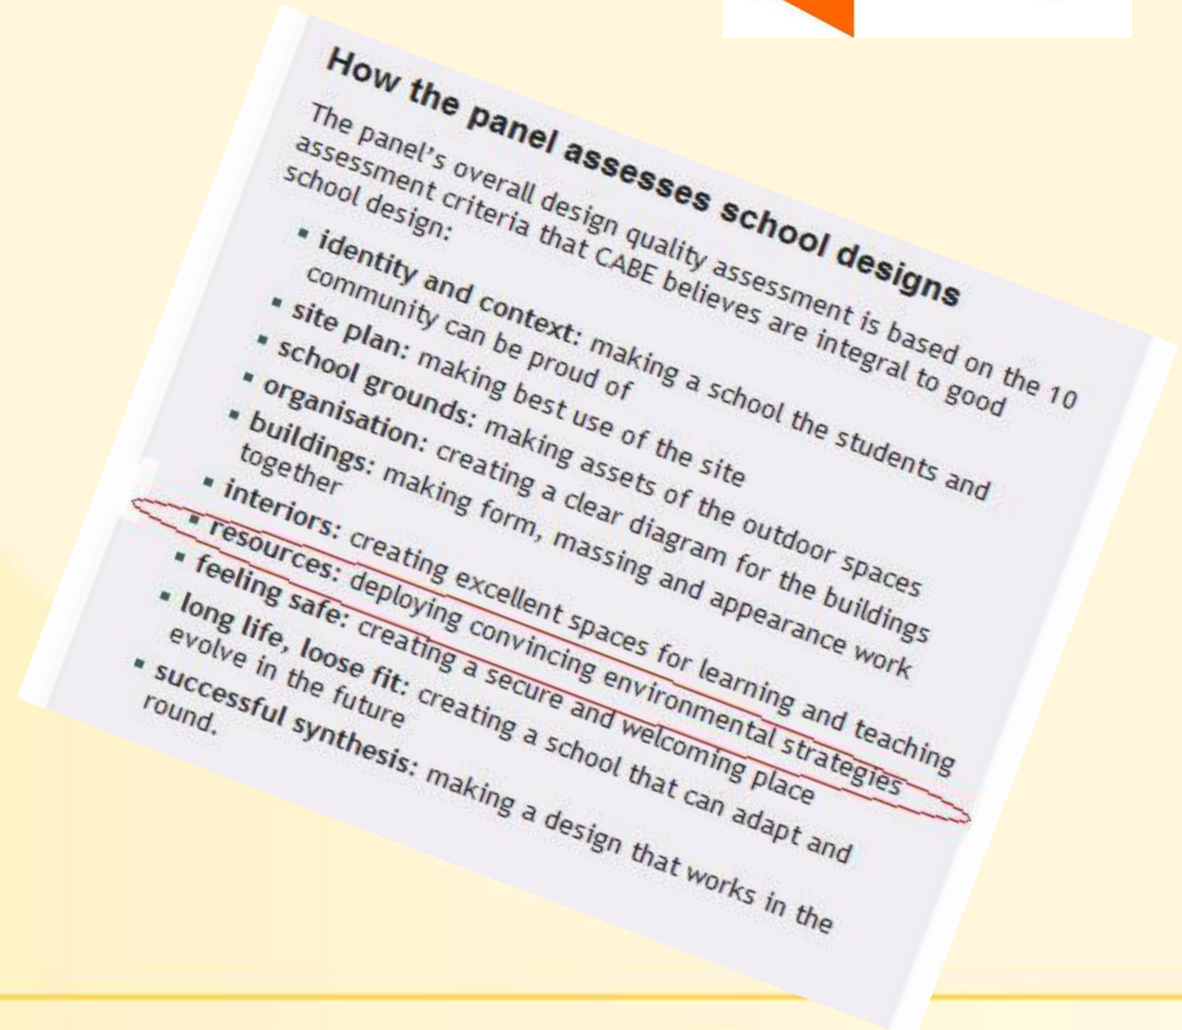 How the panel assesses school designs
The panel's overall design quality assessment is based on the 10
assessment criteria that CABE believes are integral to good
school design:
▪ identity and context: making a school the students and
community can be proud of
▪ site plan: making best use of the site
▪ school grounds: making assets of the outdoor spaces
▪ organisation: creating a clear diagram for the buildings
▪ buildings: making form, massing and appearance work
together
▪ interiors: creating excellent spaces for learning and teaching
▪ resources: deploying convincing environmental strategies
▪ feeling safe: creating a secure and welcoming place
▪ long life, loose fit: creating a school that can adapt and
evolve in the future
▪ successful synthesis: making a design that works in the
round.